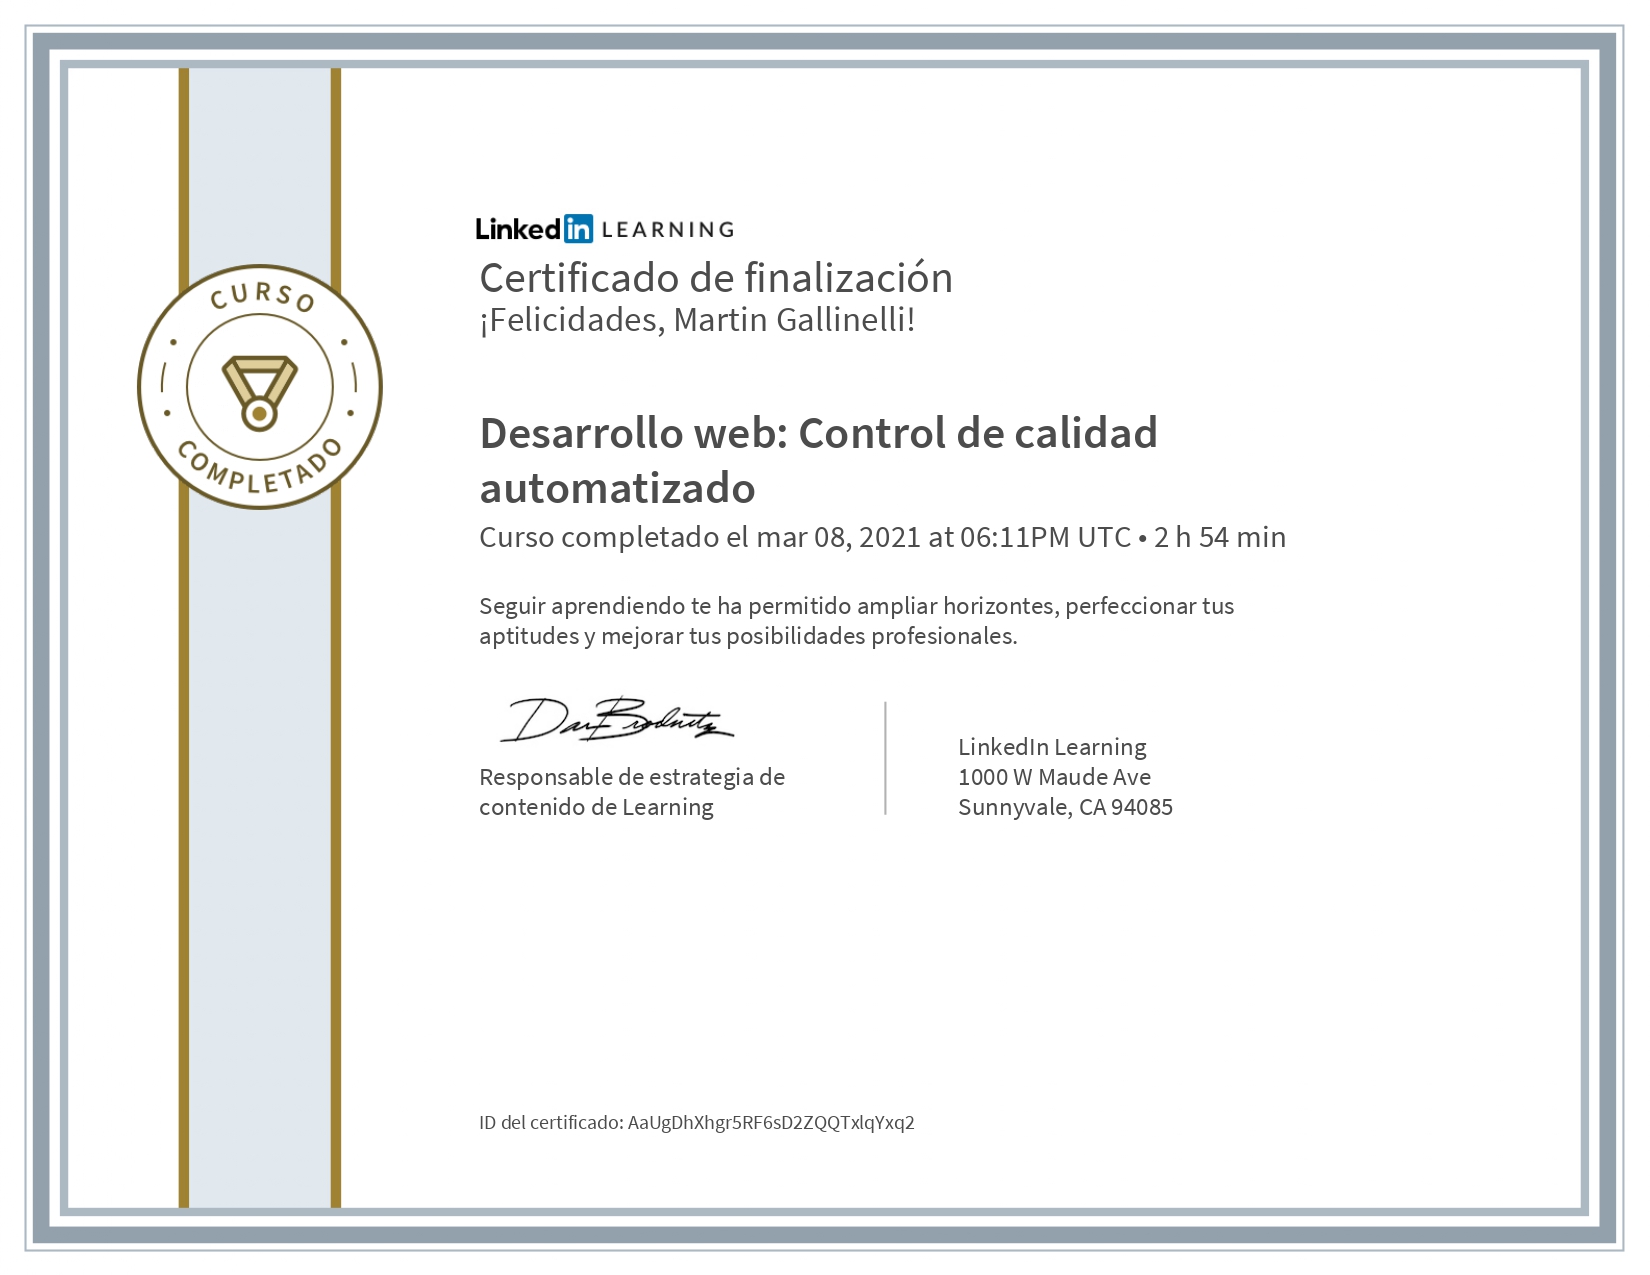 LinkedIn LEARNING
Certificado de finalización
¡Felicidades, Martin Gallinelli!
CURSO
COMPLETADO
Desarrollo web: Control de calidad
automatizado
Curso completado el mar 08, 2021 at 06:11PM UTC • 2 h 54 min
Seguir aprendiendo te ha permitido ampliar horizontes, perfeccionar tus
aptitudes y mejorar tus posibilidades profesionales.
Responsable de estrategia de
contenido de Learning
LinkedIn Learning
1000 W Maude Ave
Sunnyvale, CA 94085
ID del certificado: AaUgDhXhgr5RF6sD2ZQQTxlqYxq2